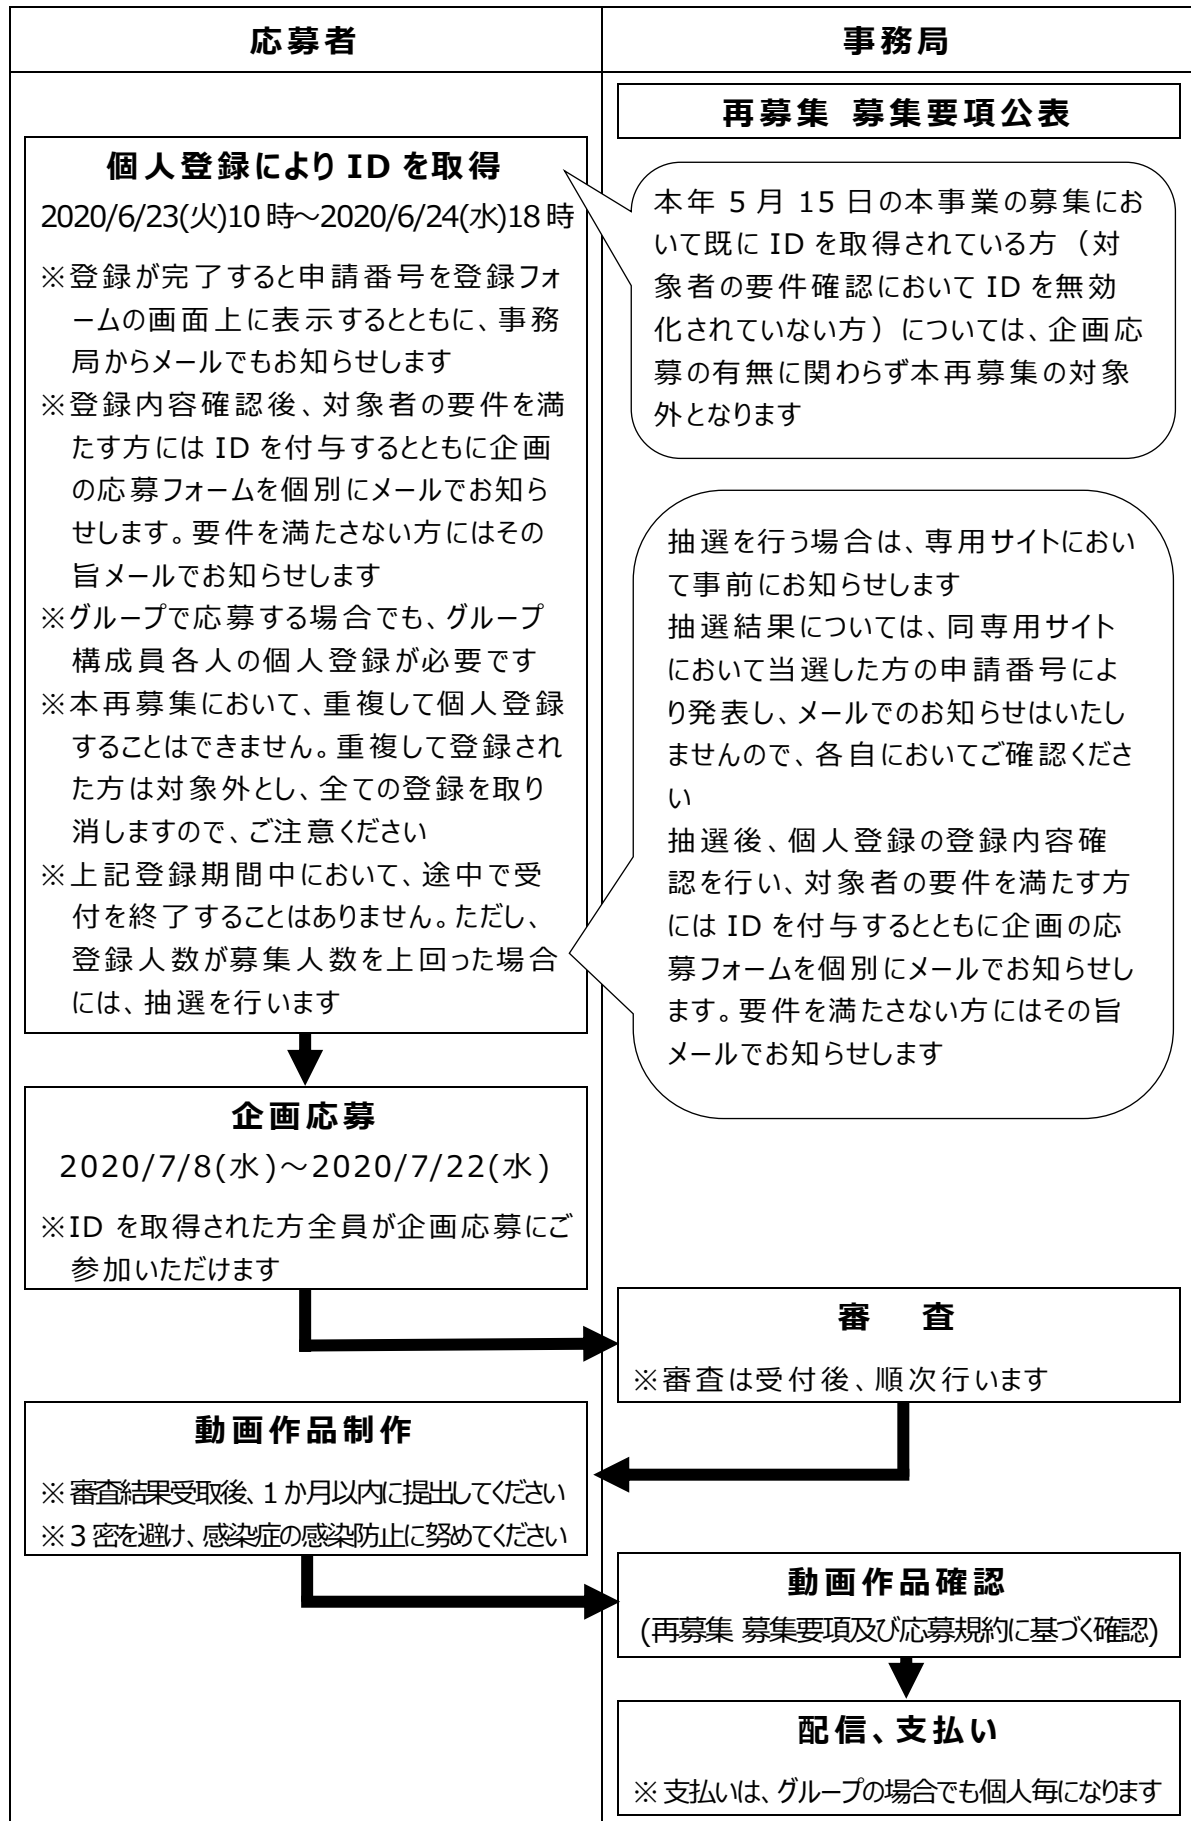 応募者
事務局
再募集 募集要項公表
個人登録により ID を取得
2020/6/23(火)10 時～2020/6/24(水)18 時
※登録が完了すると申請番号を登録フォ
ームの画面上に表示するとともに、事務
局からメールでもお知らせします
※登録内容確認後、対象者の要件を満
たす方には ID を付与するとともに企画
の応募フォームを個別にメールでお知ら
せします。要件を満たさない方にはその
旨メールでお知らせします
※グループで応募する場合でも、グループ
構成員各人の個人登録が必要です
※本再募集において、重複して個人登録
することはできません。重複して登録され
た方は対象外とし、全ての登録を取り
消しますので、ご注意ください
※上記登録期間中において、途中で受
付を終了することはありません。ただし、
登録人数が募集人数を上回った場合
には、抽選を行います
本年 5 月 15 日の本事業の募集にお
いて既に ID を取得されている方（対
象者の要件確認において ID を無効
化されていない方）については、企画応
募の有無に関わらず本再募集の対象
外となります
抽選を行う場合は、専用サイトにおい
て事前にお知らせします
抽選結果については、同専用サイト
において当選した方の申請番号によ
り発表し、メールでのお知らせはいたし
ませんので、各自においてご確認くださ
い
抽選後、個人登録の登録内容確
認を行い、対象者の要件を満たす方
には ID を付与するとともに企画の応
募フォームを個別にメールでお知らせし
ます。要件を満たさない方にはその旨
メールでお知らせします
企画応募
2020/7/8(水)～2020/7/22(水)
※ID を取得された方全員が企画応募にご
参加いただけます
審　査
※審査は受付後、順次行います
動画作品制作
※審査結果受取後、1 か月以内に提出してください
※3 密を避け、感染症の感染防止に努めてください
動画作品確認
(再募集 募集要項及び応募規約に基づく確認)
配信、支払い
※支払いは、グループの場合でも個人毎になります